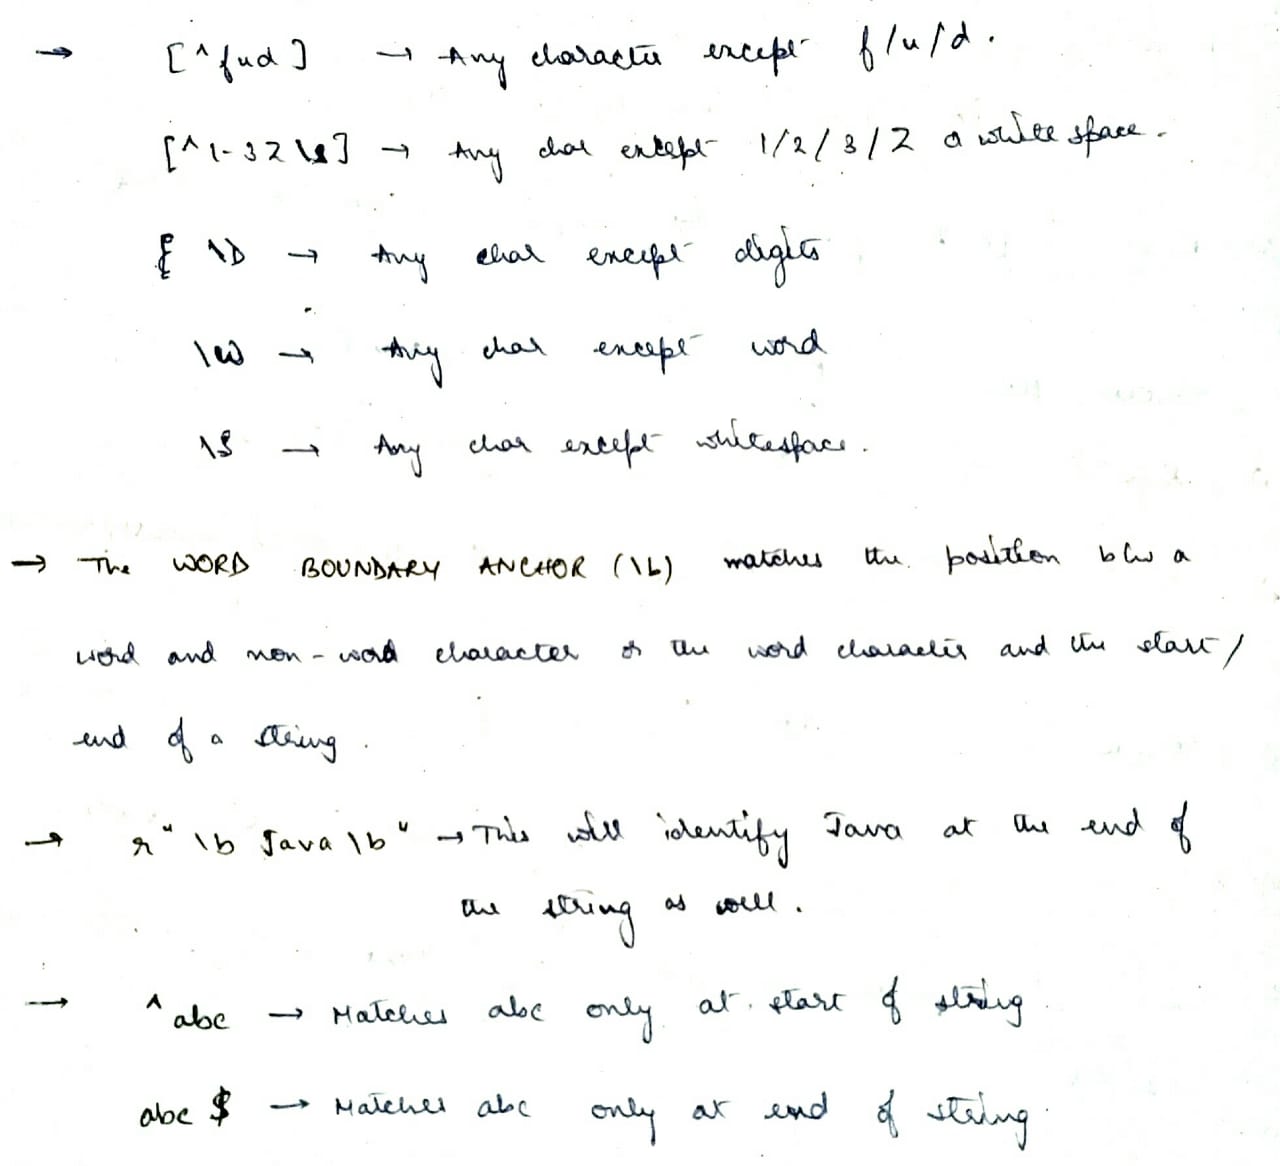 → [^fud] → Any character except f/u/d.
[^1-3Z\s] → Any char except 1/2/3/Z a white space.
\D → Any char except digits
\W → Any char except word
\S → Any char except whitespace.
→ The WORD BOUNDARY ANCHOR (\b) matches the position b/w a
word and non-word character or the word character and the start/
end of a string.
→ r"\b Java\b" → This will identify Java at the end of
the string as well.
→ ^abc → Matches abc only at start of string
abc $ → Matches abc only at end of string